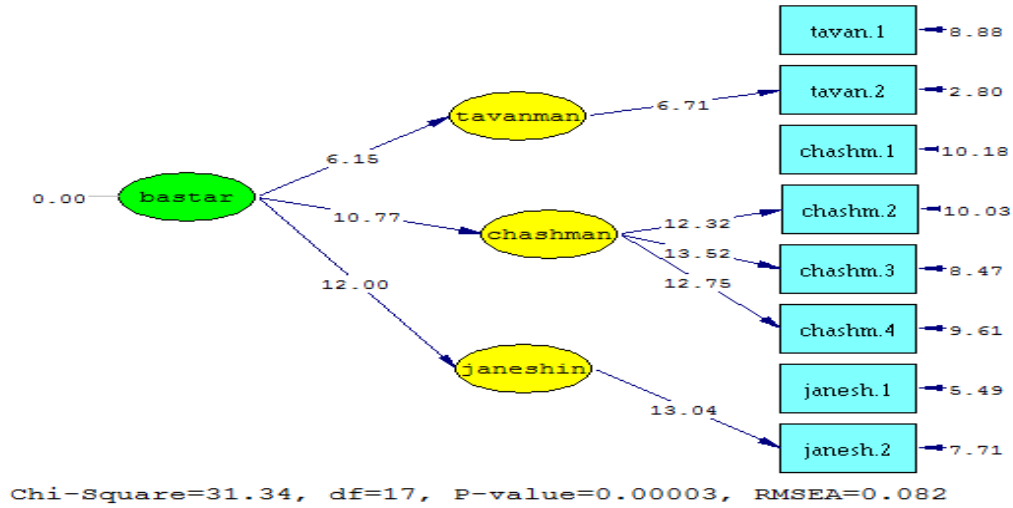 tavan.1
8.88
tavan.2
2.80
tavanman
6.71
chashm.1
10.18
6.15
0.00
bastar
chashm.2
10.03
10.77
12.32
chashman
13.52
chashm.3
8.47
12.00
12.75
chashm.4
9.61
janeshin
janesh.1
5.49
13.04
janesh.2
7.71
Chi-Square=31.34, df=17, P-value=0.00003, RMSEA=0.082